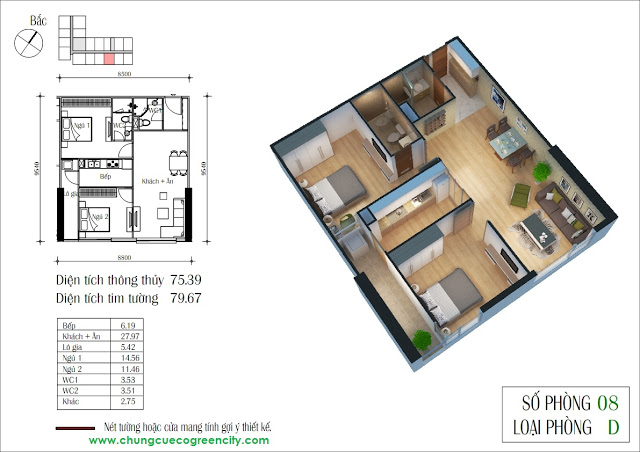 Bắc
8500
9540
9540
Ngủ 1
WC2
WC1
Bếp
Khách + Ăn
Lô gia
Ngủ 2
8800
Diện tích thông thủy 75.39
Diện tích tim tường 79.67
Bếp 6.19
Khách + Ăn 27.97
Lô gia 5.42
Ngủ 1 14.56
Ngủ 2 11.46
WC1 3.53
WC2 3.51
Khác 2.75
Nét tường hoặc cửa mang tính gợi ý thiết kế.
www.chungcuecogreencity.com
SỐ PHÒNG 08
LOẠI PHÒNG D